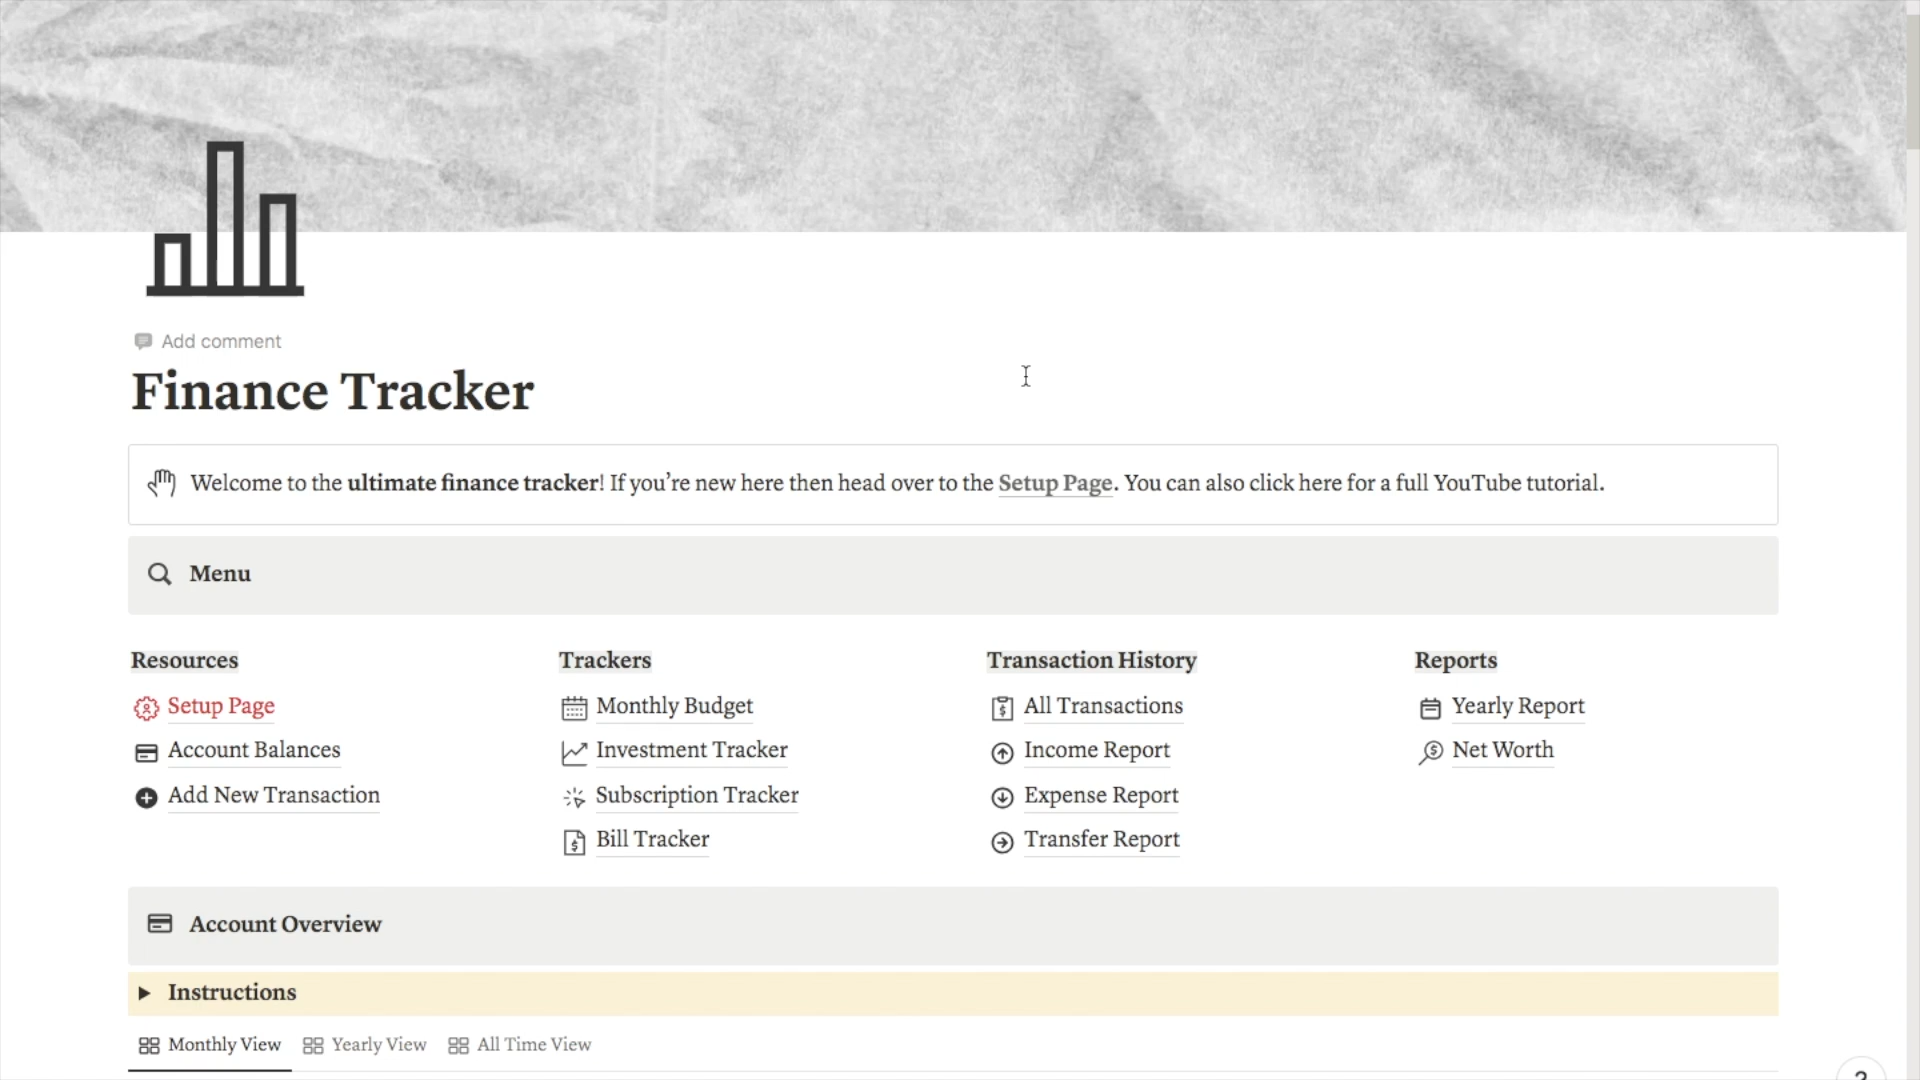 Add comment
Finance Tracker
Welcome to the ultimate finance tracker! If you’re new here then head over to the Setup Page. You can also click here for a full YouTube tutorial.
Menu
Resources
Setup Page
Account Balances
Add New Transaction
Trackers
Monthly Budget
Investment Tracker
Subscription Tracker
Bill Tracker
Transaction History
All Transactions
Income Report
Expense Report
Transfer Report
Reports
Yearly Report
Net Worth
Account Overview
Instructions
Monthly View Yearly View All Time View